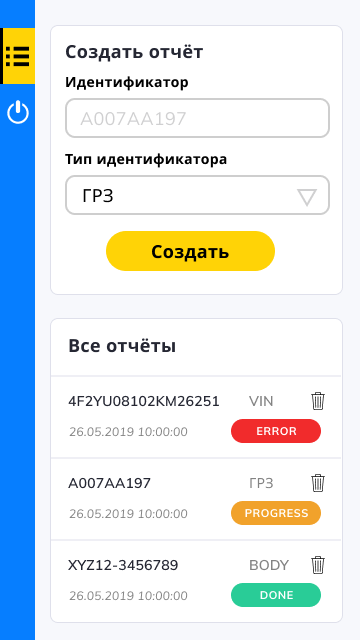 Создать отчёт
Идентификатор
A007AA197
Тип идентификатора
ГРЗ
Создать
Все отчёты
4F2YU08102KM26251 VIN
26.05.2019 10:00:00 ERROR
A007AA197 ГРЗ
26.05.2019 10:00:00 PROGRESS
XYZ12-3456789 BODY
26.05.2019 10:00:00 DONE